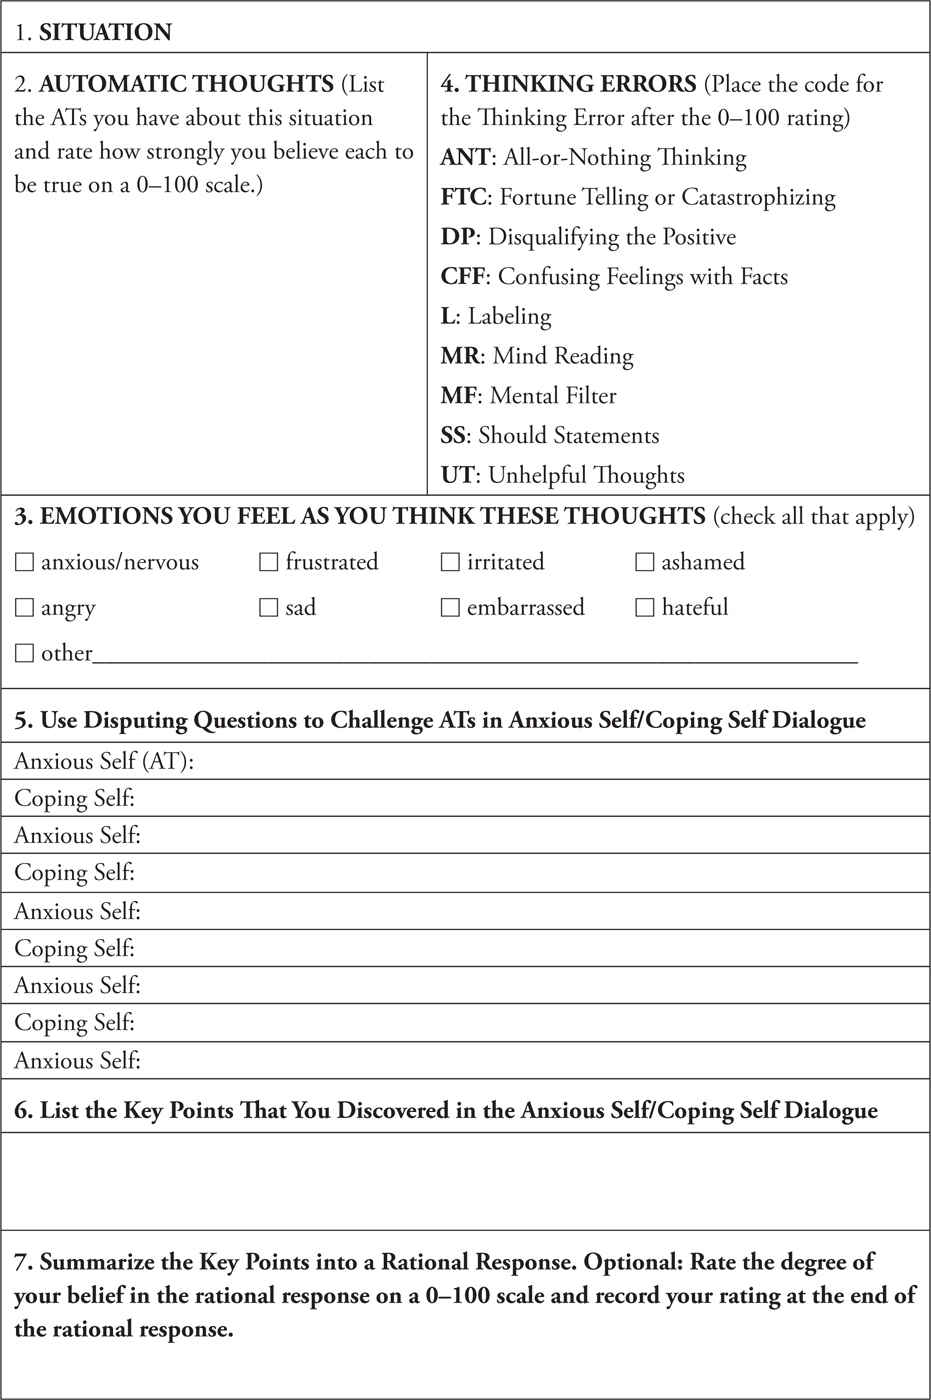 1. SITUATION
2. AUTOMATIC THOUGHTS (List
the ATs you have about this situation
and rate how strongly you believe each to
be true on a 0–100 scale.)
4. THINKING ERRORS (Place the code for
the Thinking Error after the 0–100 rating)
ANT: All-or-Nothing Thinking
FTC: Fortune Telling or Catastrophizing
DP: Disqualifying the Positive
CFF: Confusing Feelings with Facts
L: Labeling
MR: Mind Reading
MF: Mental Filter
SS: Should Statements
UT: Unhelpful Thoughts
3. EMOTIONS YOU FEEL AS YOU THINK THESE THOUGHTS (check all that apply)
☐ anxious/nervous ☐ frustrated ☐ irritated ☐ ashamed
☐ angry ☐ sad ☐ embarrassed ☐ hateful
☐ other
5. Use Disputing Questions to Challenge ATs in Anxious Self/Coping Self Dialogue
Anxious Self (AT):
Coping Self:
Anxious Self:
Coping Self:
Anxious Self:
Coping Self:
Anxious Self:
Coping Self:
Anxious Self:
6. List the Key Points That You Discovered in the Anxious Self/Coping Self Dialogue
7. Summarize the Key Points into a Rational Response. Optional: Rate the degree of
your belief in the rational response on a 0–100 scale and record your rating at the end of
the rational response.